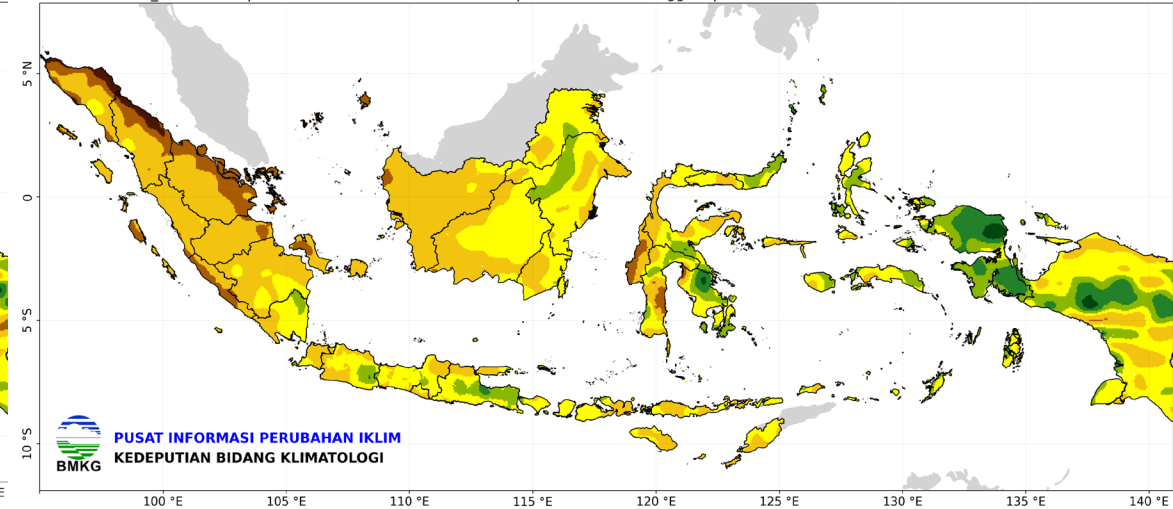 5 °N
0
5 °S
10 °S
PUSAT INFORMASI PERUBAHAN IKLIM
KEDEPUTIAN BIDANG KLIMATOLOGI
BMKG
100 °E
105 °E
110 °E
115 °E
120 °E
125 °E
130 °E
135 °E
140 °E